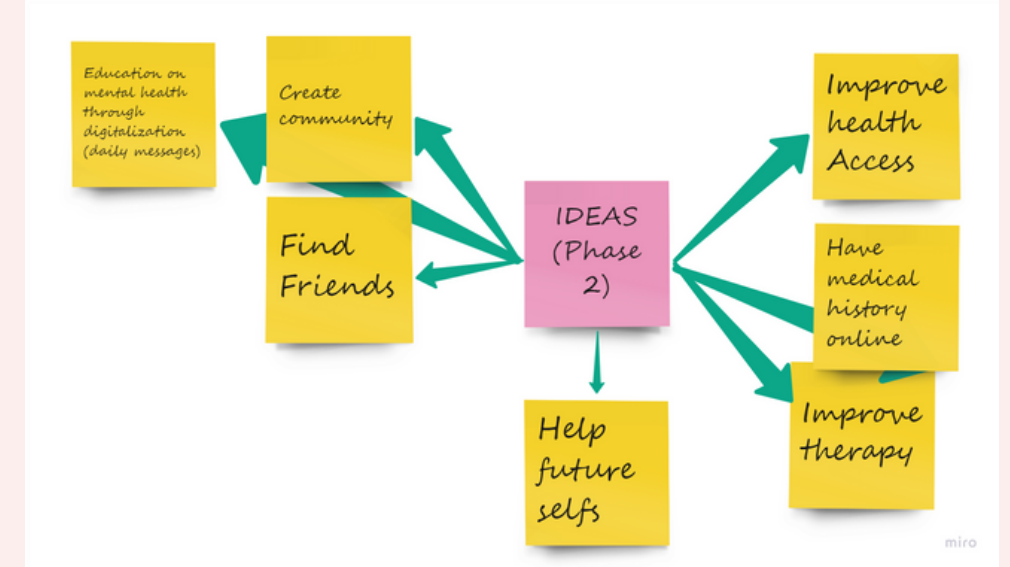 Education on
mental health
through
digitalization
(daily messages)
Create
community
Find
Friends
IDEAS
(Phase
2)
Help
future
selfs
Improve
health
Access
Have
medical
history
online
Improve
therapy
miro